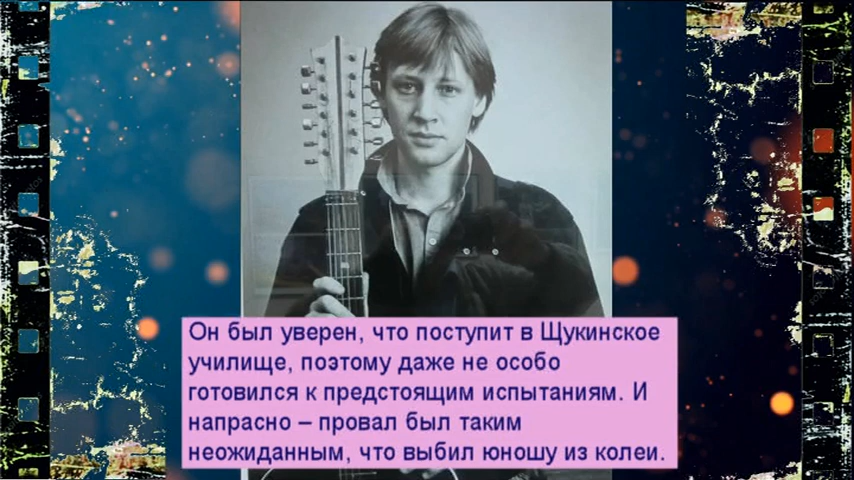 Он был уверен, что поступит в Щукинское
училище, поэтому даже не особо
готовился к предстоящим испытаниям. И
напрасно – провал был таким
неожиданным, что выбил юношу из колеи.